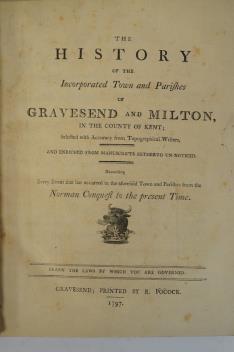 THE
HISTORY
OF THE
Incorporated Town and Pariſhes
OF
GRAVESEND AND MILTON,
IN THE COUNTY OF KENT;
Selected with Accuracy from Topographical Writers,
AND ENRICHED FROM MANUSCRIPTS HITHERTO UN-NOTICED.
Recording
Every Event that has occurred in the aforeſaid Town and Pariſhes from the
Norman Conqueſt to the preſent Time.
LEARN THE LAWS BY WHICH YOU ARE GOVERNED.
GRAVESEND; PRINTED BY R. POCOCK.
1797.